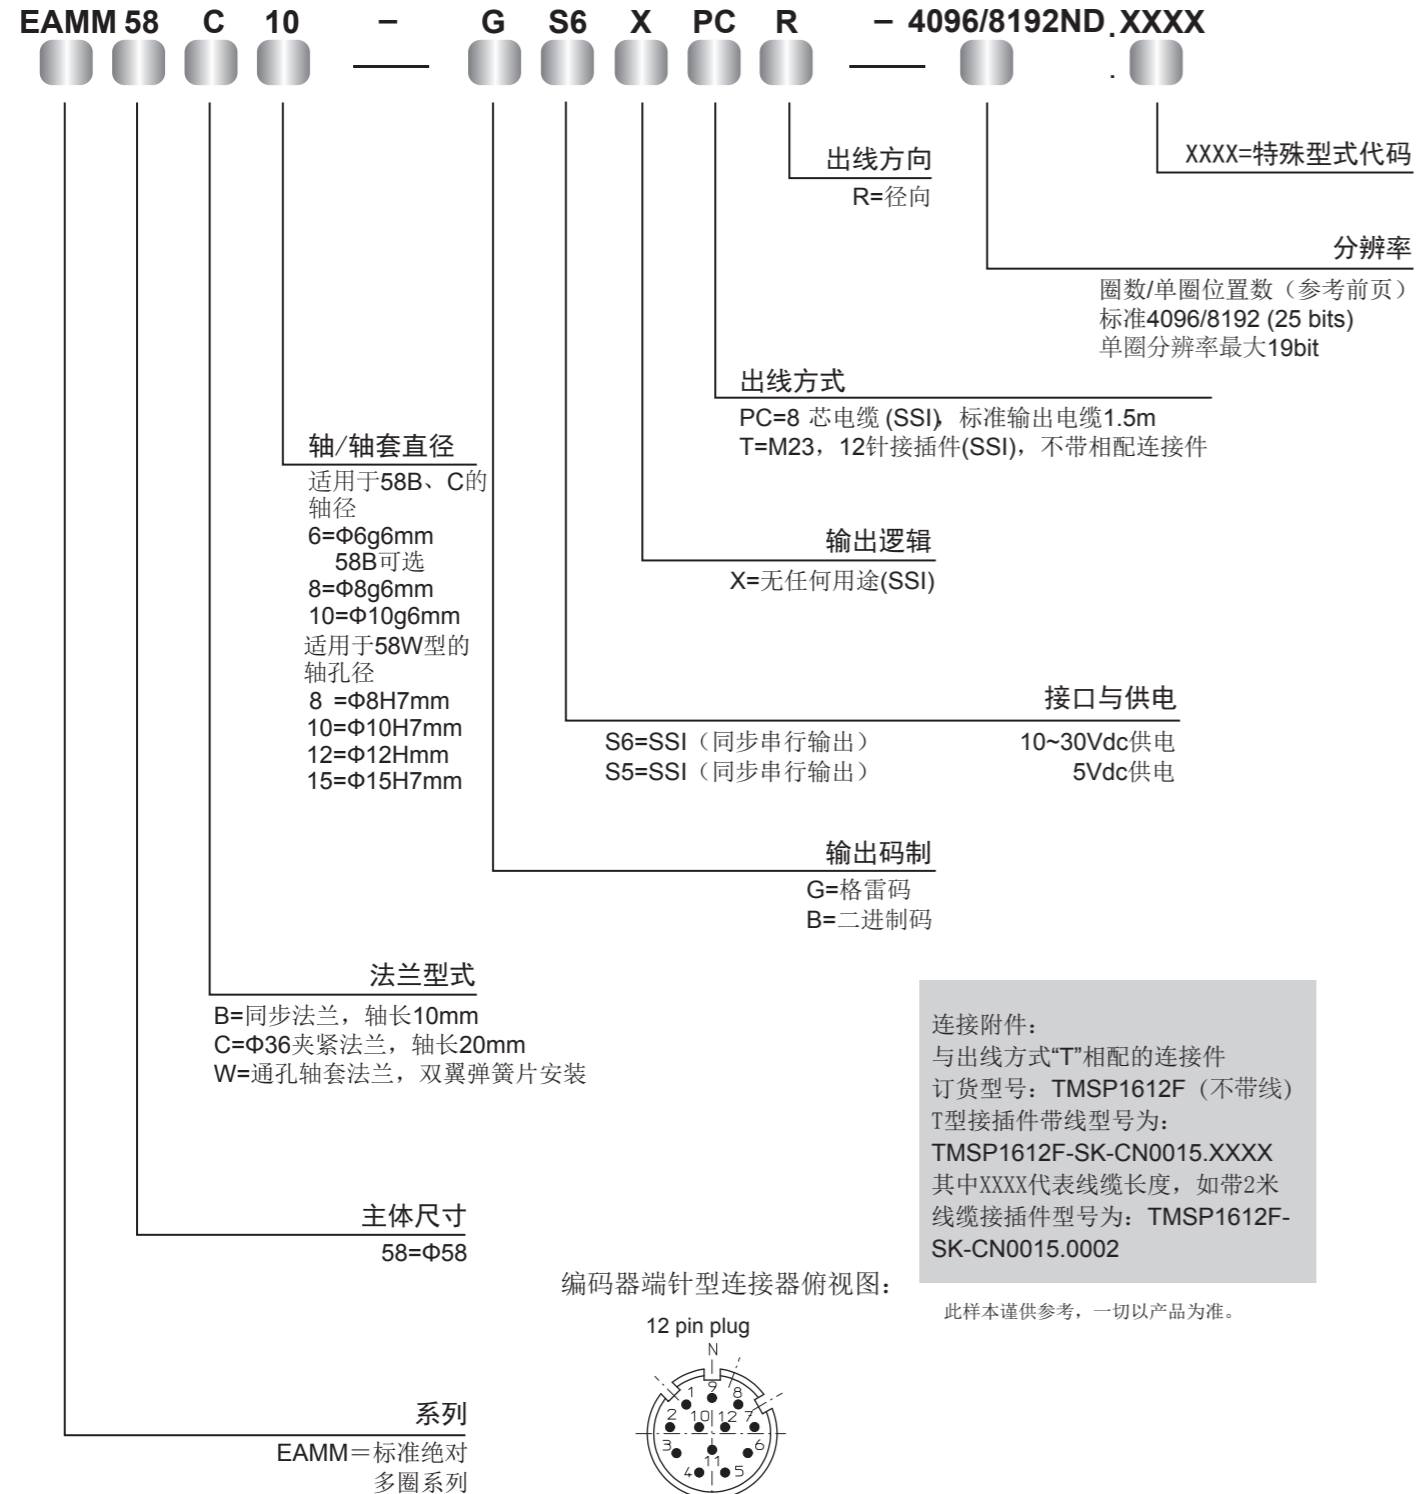 EAMM 58 C 10 – G S6 X PC R – 4096/8192ND.XXXX
.
出线方向
R=径向
XXXX=特殊型式代码
分辨率
圈数/单圈位置数（参考前页）
标准4096/8192 (25 bits)
单圈分辨率最大19bit
出线方式
PC=8 芯电缆 (SSI)，标准输出电缆1.5m
T=M23，12针接插件(SSI)，不带相配连接件
轴/轴套直径
适用于58B、C的
轴径
6=Φ6g6mm
58B可选
8=Φ8g6mm
10=Φ10g6mm
适用于58W型的
轴孔径
8 =Φ8H7mm
10=Φ10H7mm
12=Φ12Hmm
15=Φ15H7mm
输出逻辑
X=无任何用途(SSI)
接口与供电
S6=SSI（同步串行输出） 10~30Vdc供电
S5=SSI（同步串行输出） 5Vdc供电
输出码制
G=格雷码
B=二进制码
法兰型式
B=同步法兰，轴长10mm
C=Φ36夹紧法兰，轴长20mm
W=通孔轴套法兰，双翼弹簧片安装
连接附件：
与出线方式“T”相配的连接件
订货型号：TMSP1612F（不带线）
T型接插件带线型号为：
TMSP1612F-SK-CN0015.XXXX
其中XXXX代表线缆长度，如带2米
线缆接插件型号为：TMSP1612F-
SK-CN0015.0002
此样本谨供参考，一切以产品为准。
主体尺寸
58=Φ58
编码器端针型连接器俯视图：
12 pin plug
N
1 9 8
2 10 12 7
3 11 6
4 5
系列
EAMM＝标准绝对
多圈系列